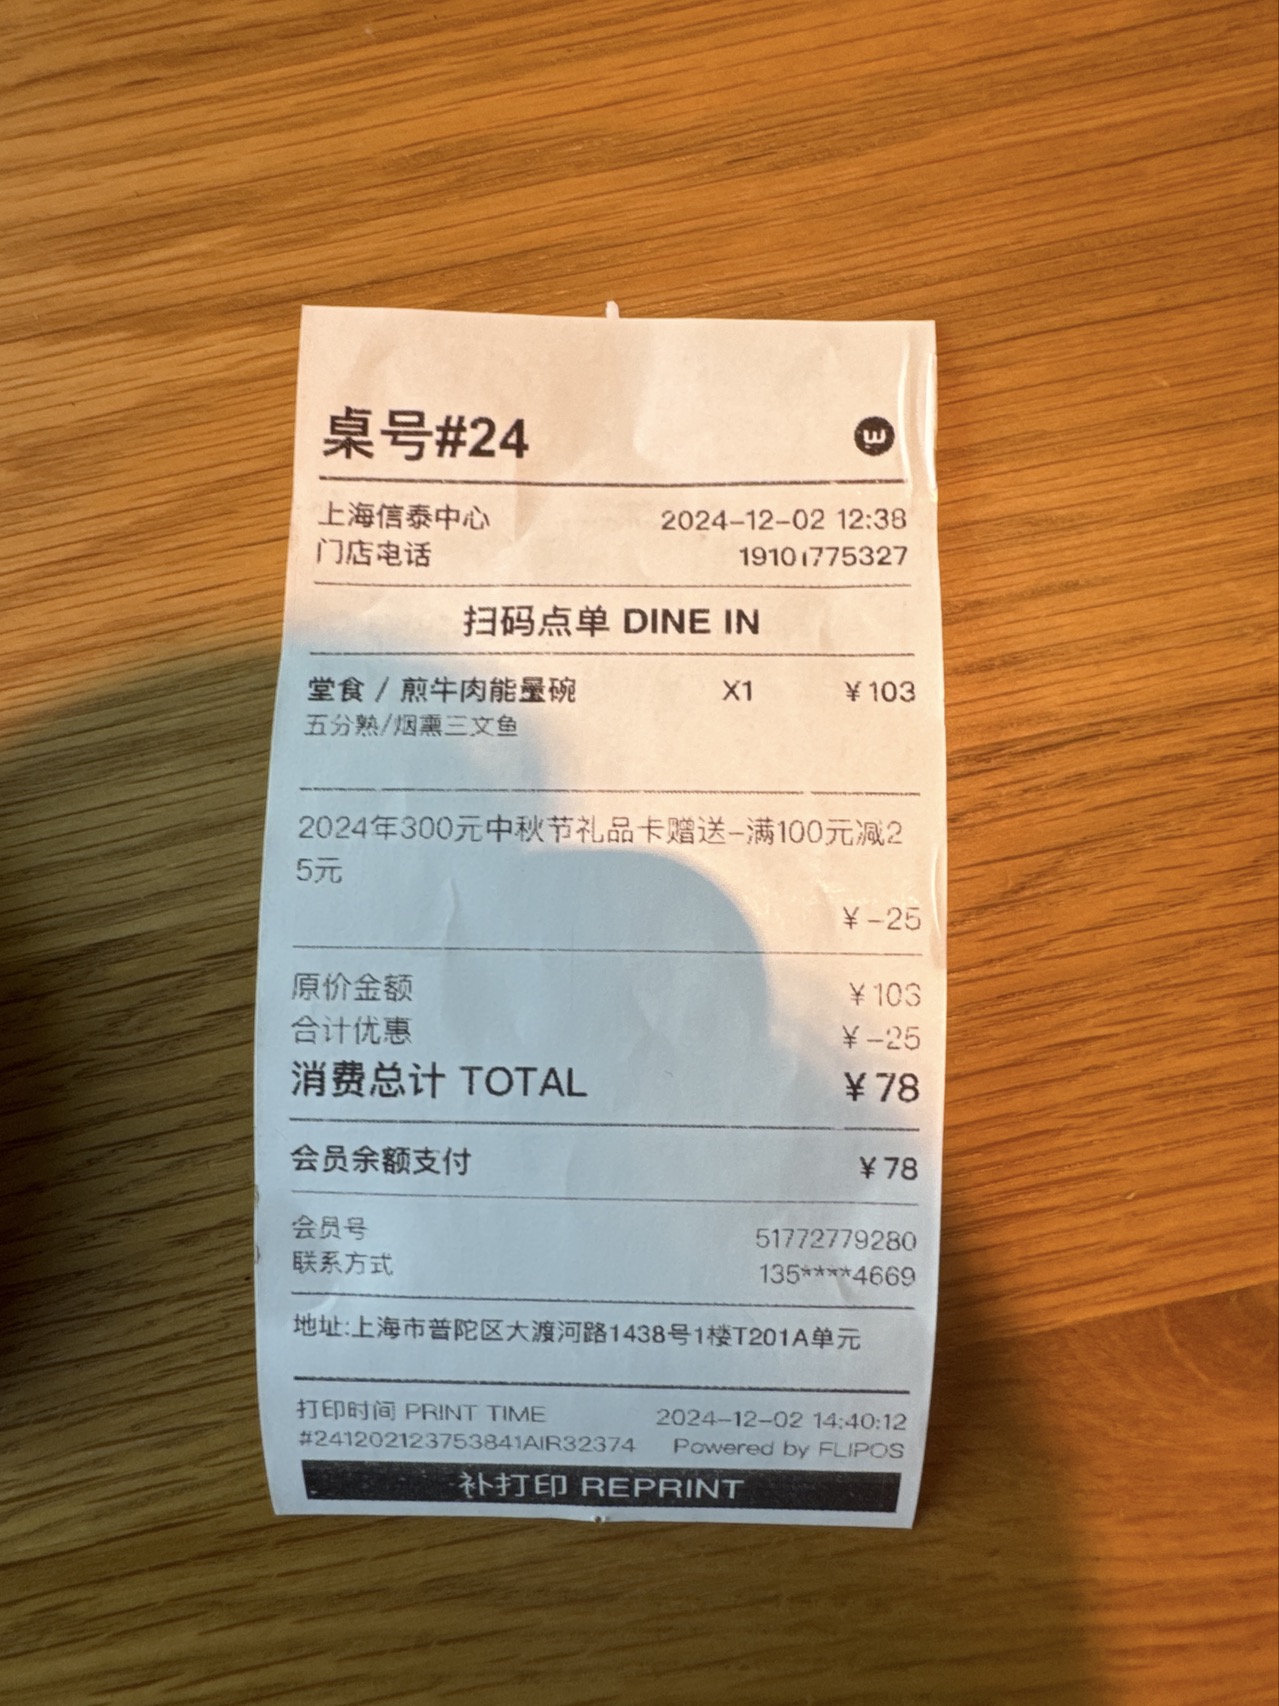 桌号#24
上海信泰中心 2024-12-02 12:38
门店电话 19101775327
扫码点单 DINE IN
堂食 / 煎牛肉能量碗 X1 ¥103
五分熟/烟熏三文鱼
2024年300元中秋节礼品卡赠送-满100元减2
5元
¥-25
原价金额 ¥103
合计优惠 ¥-25
消费总计 TOTAL ¥78
会员余额支付 ¥78
会员号 51772779280
联系方式 135****4669
地址:上海市普陀区大渡河路1438号1楼T201A单元
打印时间 PRINT TIME 2024-12-02 14:40:12
#241202123753841AIR32374 Powered by FLIPOS
补打印 REPRINT